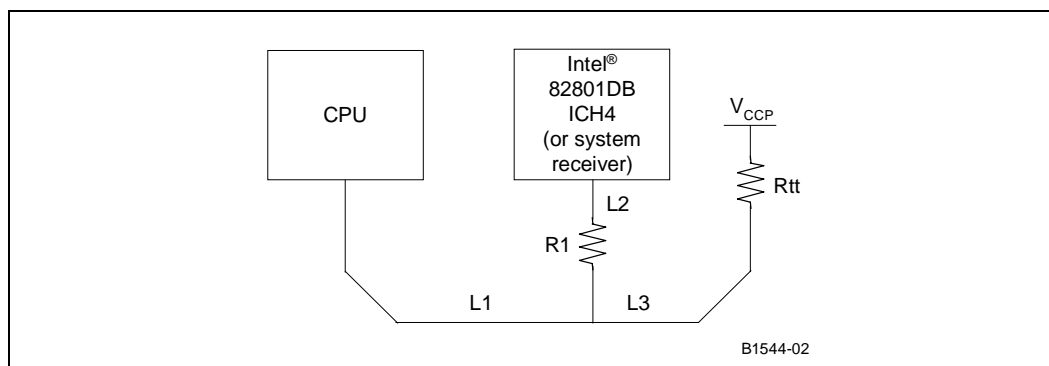 CPU
Intel®
82801DB
ICH4
(or system
receiver)
V_CCP
Rtt
L2
R1
L1
L3
B1544-02